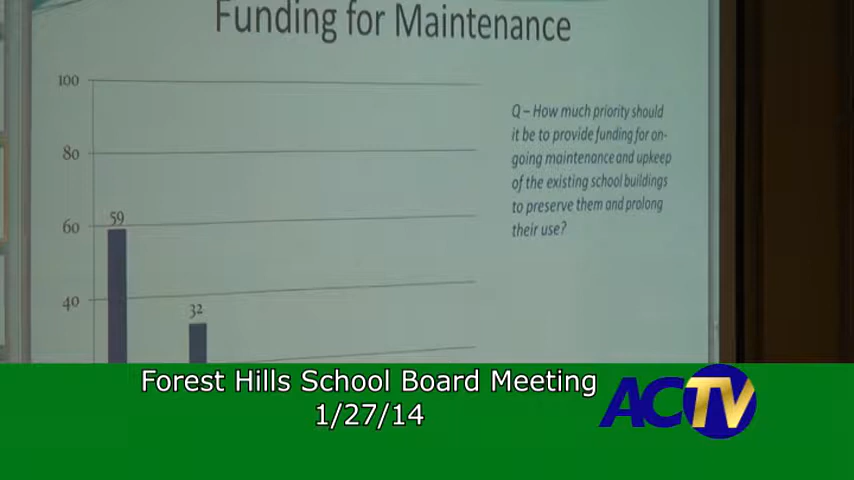 Funding for Maintenance
100
80
60
40
59
32
Q – How much priority should
it be to provide funding for on-
going maintenance and upkeep
of the existing school buildings
to preserve them and prolong
their use?
Forest Hills School Board Meeting
1/27/14
ACTV